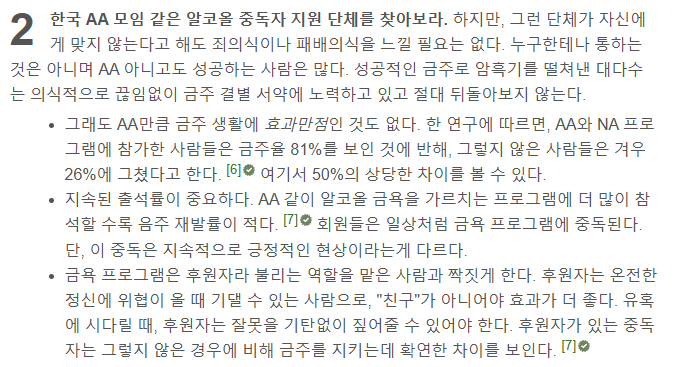 2 한국 AA 모임 같은 알코올 중독자 지원 단체를 찾아보라. 하지만, 그런 단체가 자신에
게 맞지 않는다고 해도 죄의식이나 패배의식을 느낄 필요는 없다. 누구한테나 통하는
것은 아니며 AA 아니고도 성공하는 사람은 많다. 성공적인 금주로 암흑기를 떨쳐낸 대다수
는 의식적으로 끊임없이 금주 결별 서약에 노력하고 있고 절대 뒤돌아보지 않는다.
• 그래도 AA만큼 금주 생활에 효과만점인 것도 없다. 한 연구에 따르면, AA와 NA 프로
그램에 참가한 사람들은 금주율 81%를 보인 것에 반해, 그렇지 않은 사람들은 겨우
26%에 그쳤다고 한다. [6] 여기서 50%의 상당한 차이를 볼 수 있다.
• 지속된 출석률이 중요하다. AA 같이 알코올 금욕을 가르치는 프로그램에 더 많이 참
석할 수록 음주 재발률이 적다. [7] 회원들은 일상처럼 금욕 프로그램에 중독된다.
단, 이 중독은 지속적으로 긍정적인 현상이라는게 다르다.
• 금욕 프로그램은 후원자라 불리는 역할을 맡은 사람과 짝짓게 한다. 후원자는 온전한
정신에 위협이 올 때 기댈 수 있는 사람으로, "친구"가 아니어야 효과가 더 좋다. 유혹
에 시다릴 때, 후원자는 잘못을 기탄없이 짚어줄 수 있어야 한다. 후원자가 있는 중독
자는 그렇지 않은 경우에 비해 금주를 지키는데 확연한 차이를 보인다. [7]